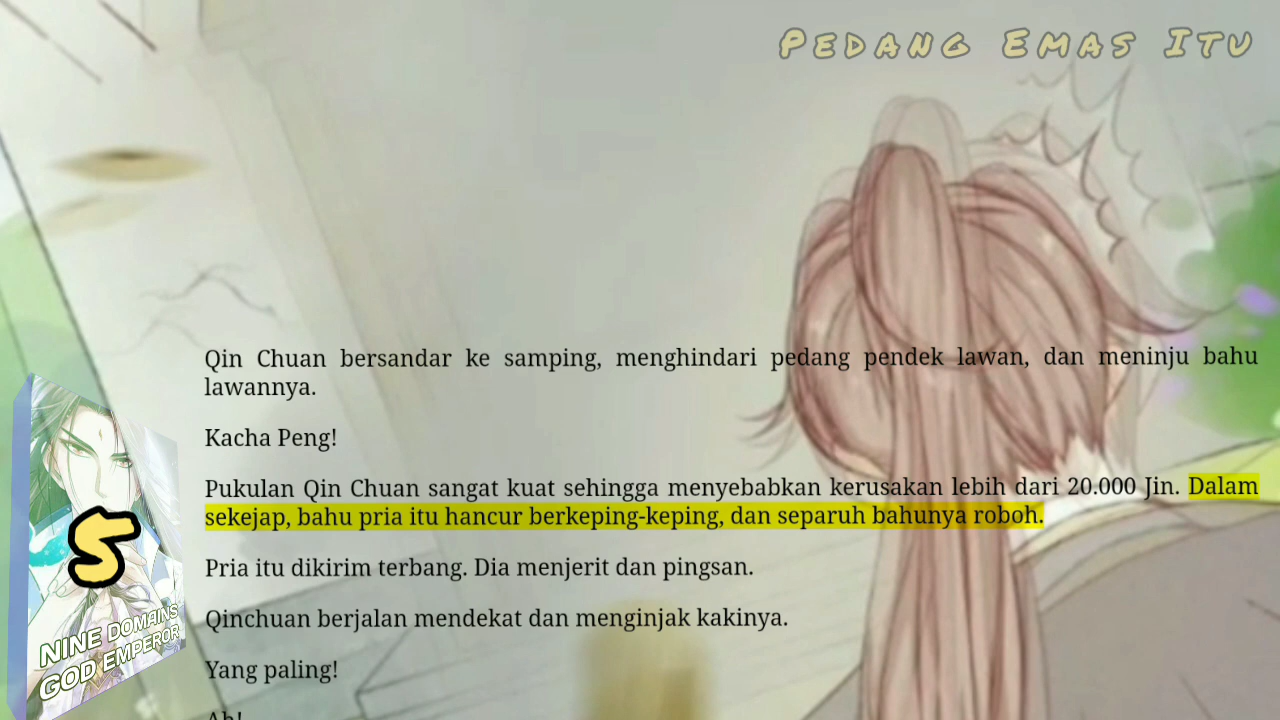 PEDANG EMAS ITU
Qin Chuan bersandar ke samping, menghindari pedang pendek lawan, dan meninju bahu
lawannya.
Kacha Peng!
Pukulan Qin Chuan sangat kuat sehingga menyebabkan kerusakan lebih dari 20.000 Jin. Dalam
sekejap, bahu pria itu hancur berkeping-keping, dan separuh bahunya roboh.
Pria itu dikirim terbang. Dia menjerit dan pingsan.
Qinchuan berjalan mendekat dan menginjak kakinya.
Yang paling!
Ah!
S
NINE DOMAINS
GOD EMPEROR